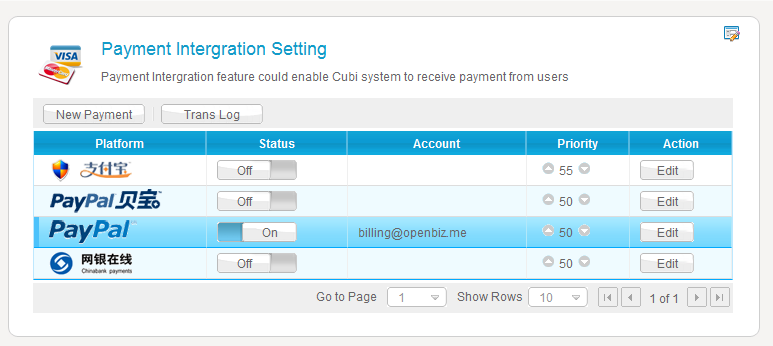 VISA
Payment Intergration Setting
Payment Intergration feature could enable Cubi system to receive payment from users
New Payment Trans Log
Platform Status Account Priority Action
支付宝 Off 55 Edit
PayPal贝宝 Off 50 Edit
PayPal On billing@openbiz.me 50 Edit
网银在线 Off 50 Edit
Chinabank payments
Go to Page 1 Show Rows 10 1 of 1